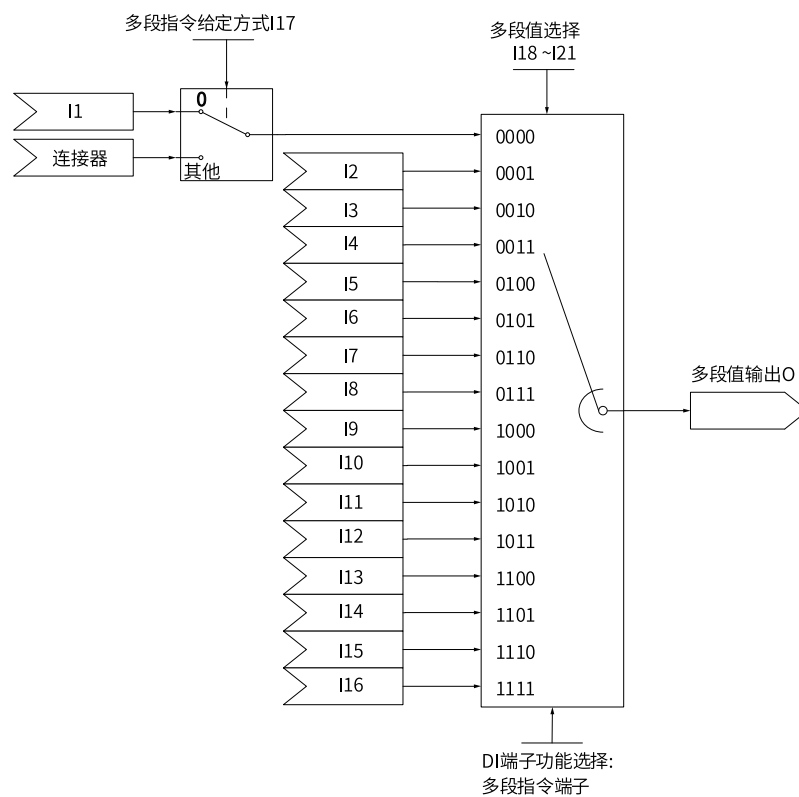 多段指令给定方式I17
多段值选择
I18 ~I21
I1
0
连接器
其他
0000
I2
0001
I3
0010
I4
0011
I5
0100
I6
0101
I7
0110
I8
0111
I9
1000
I10
1001
I11
1010
I12
1011
I13
1100
I14
1101
I15
1110
I16
1111
多段值输出O
DI端子功能选择:
多段指令端子